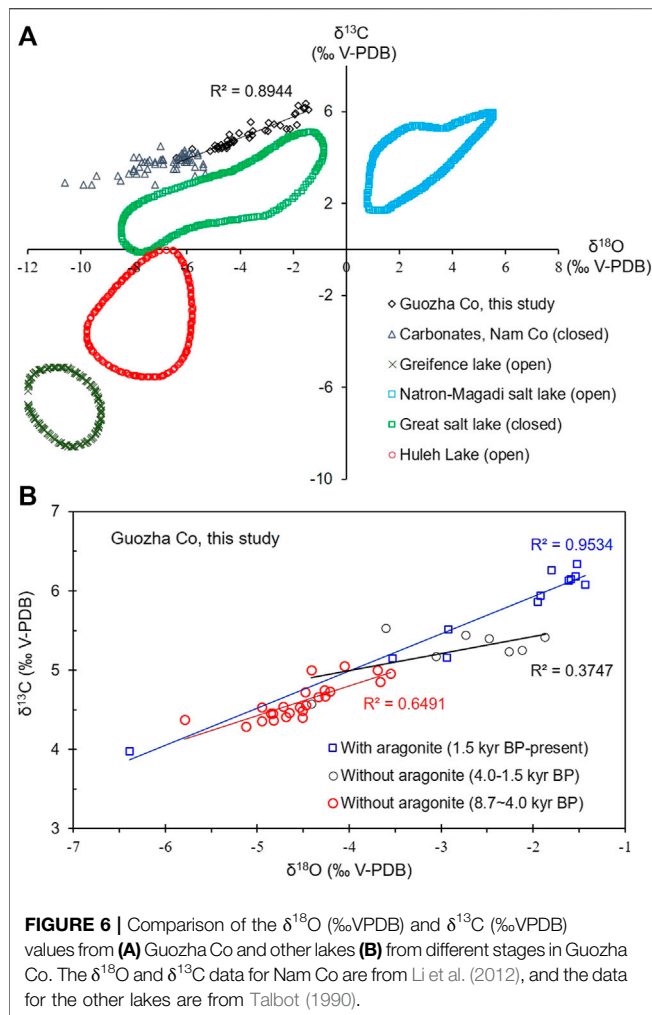 A
δ¹³C
(‰ V-PDB)
R² = 0.8944
6
2
-12 -10 -8 -6 -4 -2 0 2 4 6 8
δ¹⁸O
(‰ V-PDB)
-2
-6
-10
Guozha Co, this study
Carbonates, Nam Co (closed)
Greifence lake (open)
Natron-Magadi salt lake (open)
Great salt lake (closed)
Huleh Lake (open)
B
7
6
5
4
3
δ¹³C (‰ V-PDB)
Guozha Co, this study
R² = 0.9534
R² = 0.3747
R² = 0.6491
With aragonite (1.5 kyr BP-present)
Without aragonite (4.0-1.5 kyr BP)
Without aragonite (8.7~4.0 kyr BP)
-7 -6 -5 -4 -3 -2 -1
δ¹⁸O (‰ V-PDB)
FIGURE 6 | Comparison of the δ¹⁸O (‰VPDB) and δ¹³C (‰VPDB)
values from (A) Guozha Co and other lakes (B) from different stages in Guozha
Co. The δ¹⁸O and δ¹³C data for Nam Co are from Li et al. (2012), and the data
for the other lakes are from Talbot (1990).